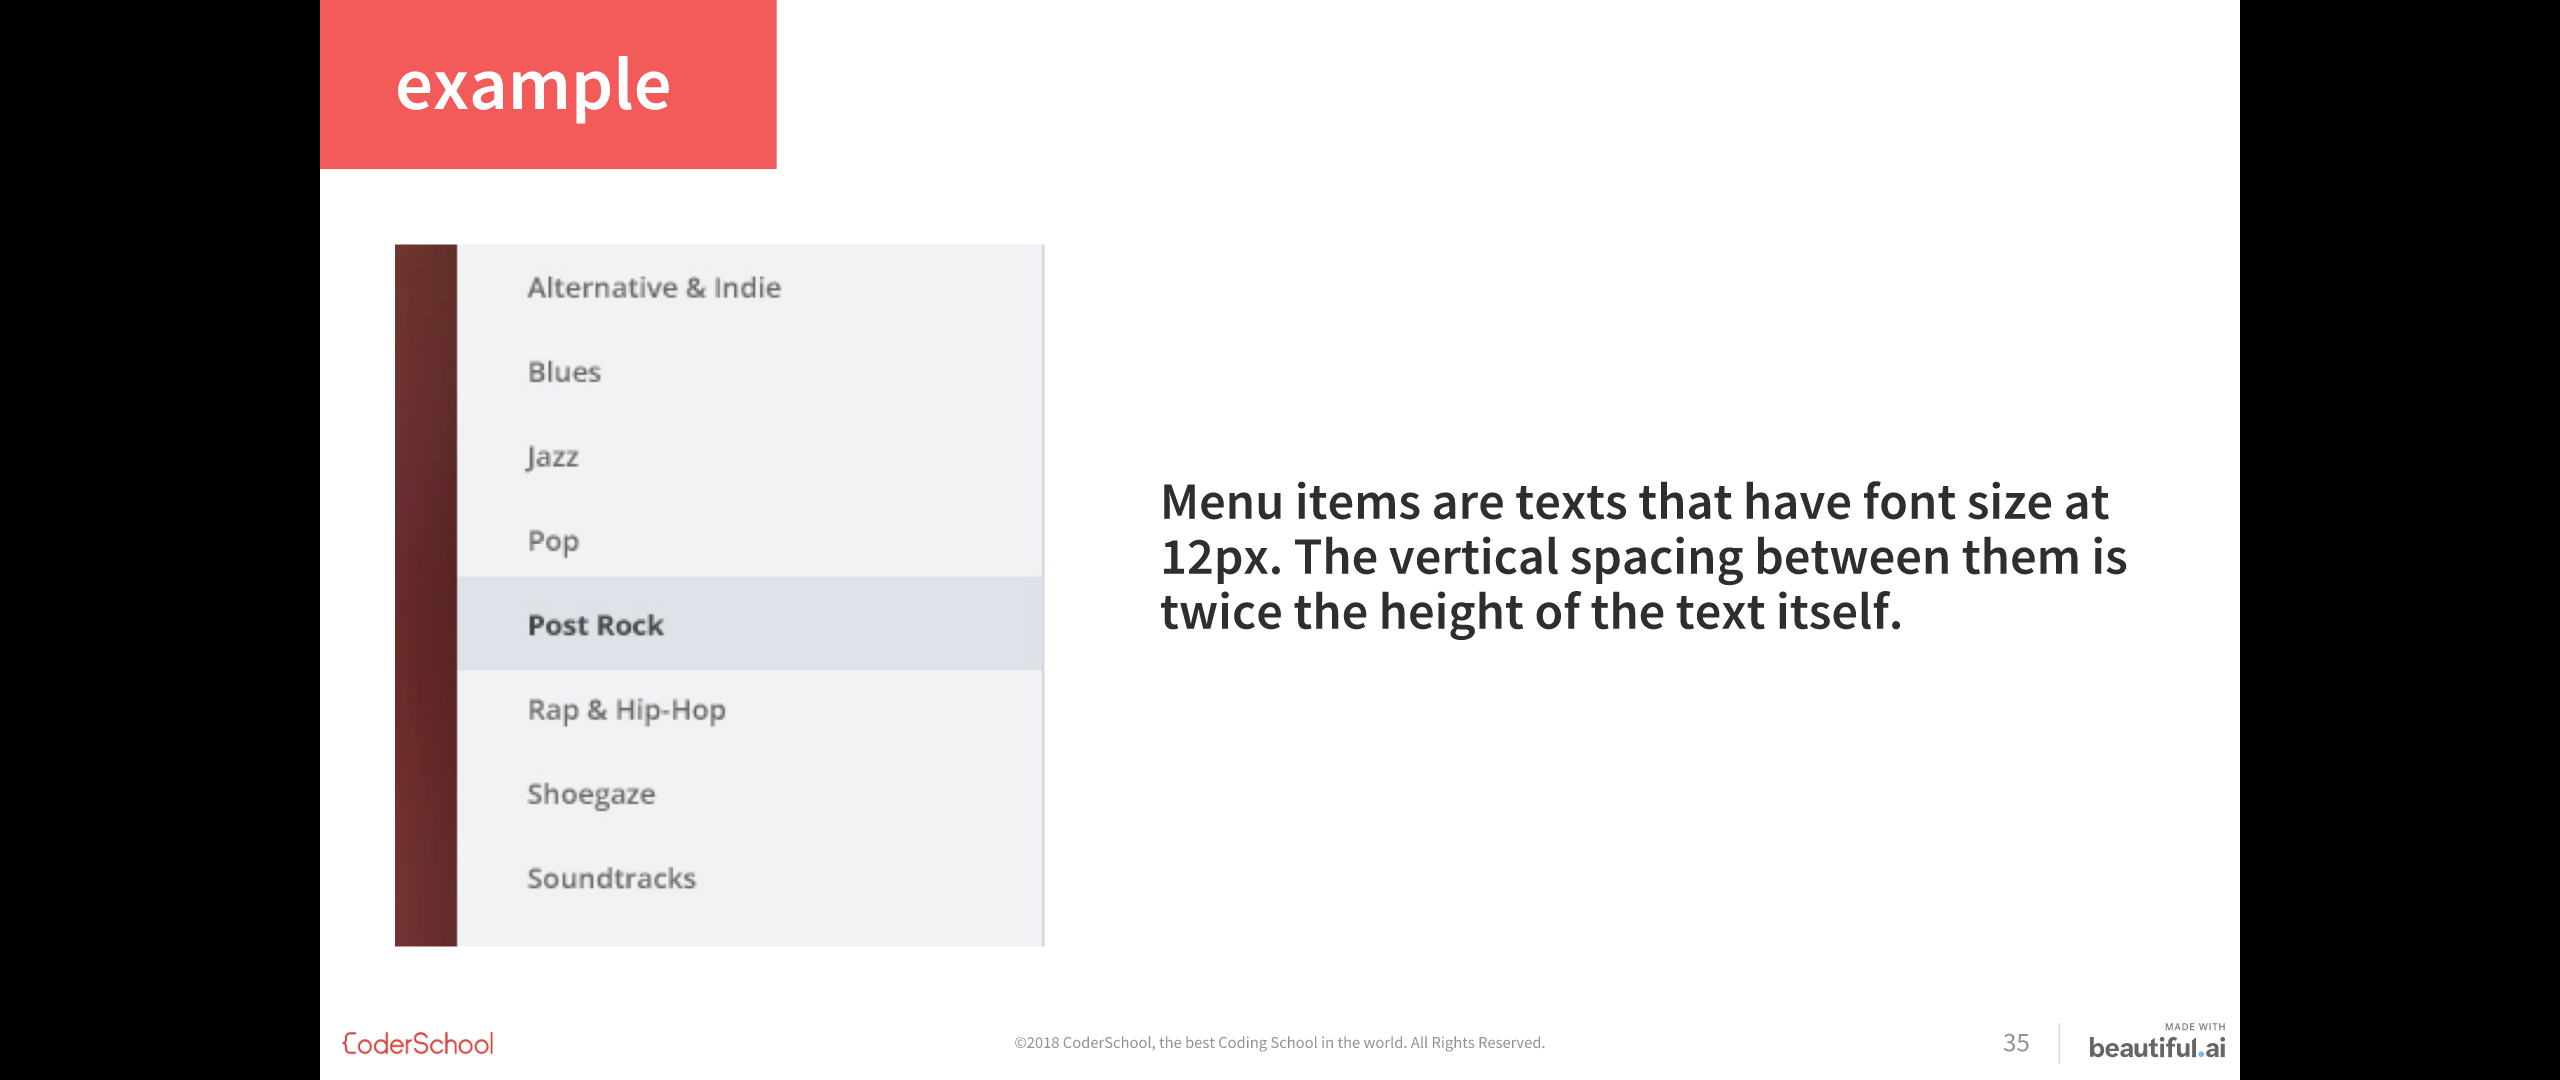 example
Alternative & Indie
Blues
Jazz
Pop
Post Rock
Rap & Hip-Hop
Shoegaze
Soundtracks
Menu items are texts that have font size at
12px. The vertical spacing between them is
twice the height of the text itself.
CoderSchool
©2018 CoderSchool, the best Coding School in the world. All Rights Reserved.
35
MADE WITH
beautiful.ai